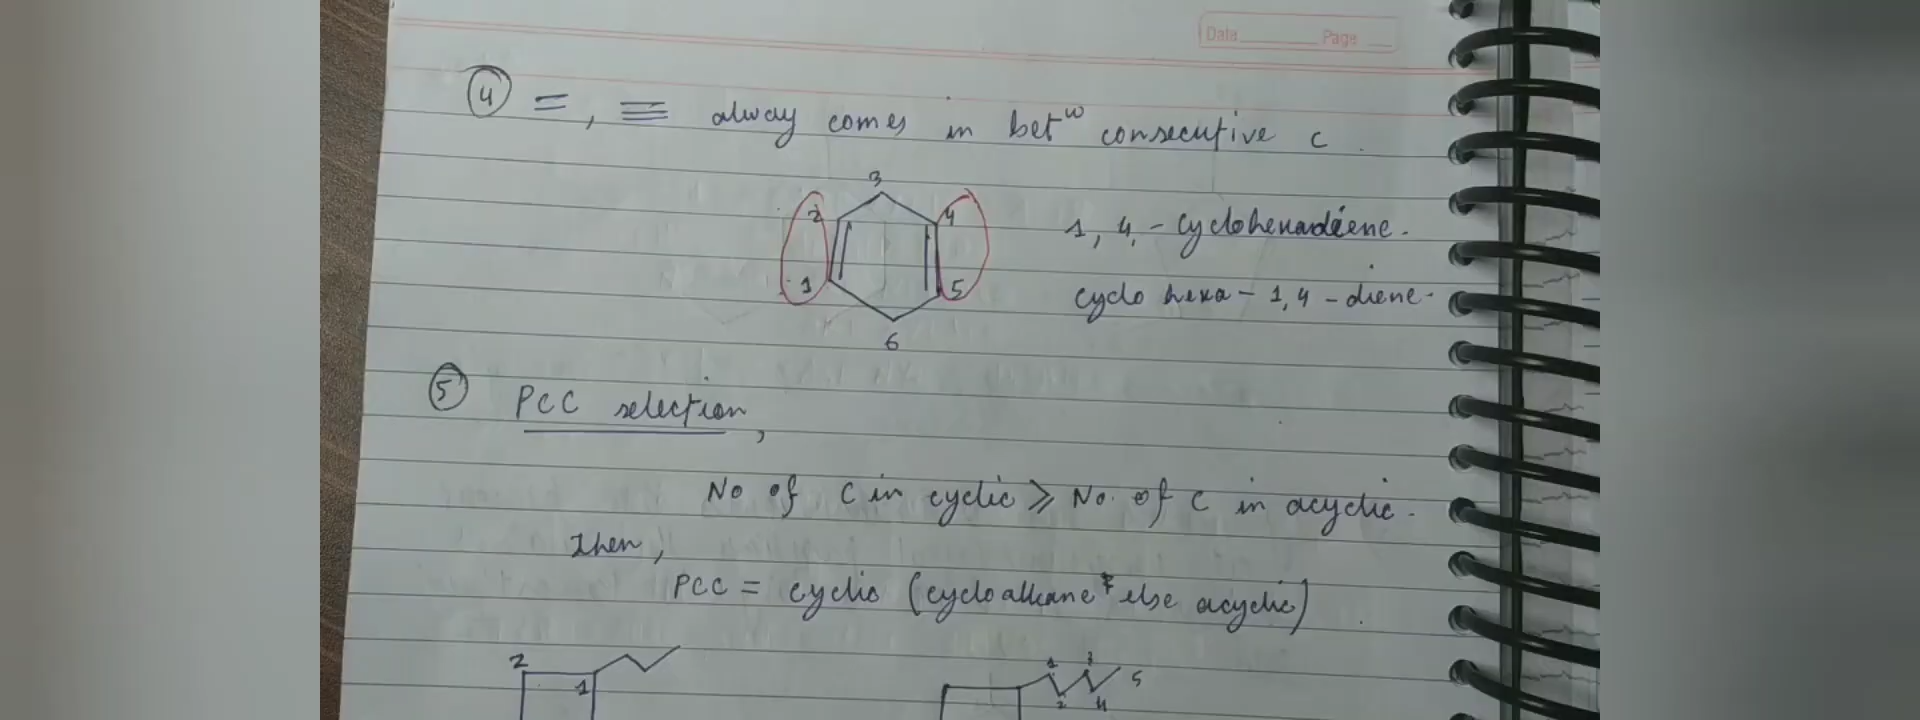 Data Page
④ =, ≡ alway comes in betʷ consecutive c.
3
2 4
1 5
6
1, 4, - cyclohexadiene.
cyclo hexa - 1,4 - diene.
⑤ PCC selection,
No of C in cyclic ⩾ No. of C in acyclic.
then,
PCC = cyclic (cycloalkane* else acyclic)
2 1
1 2 3 4 5